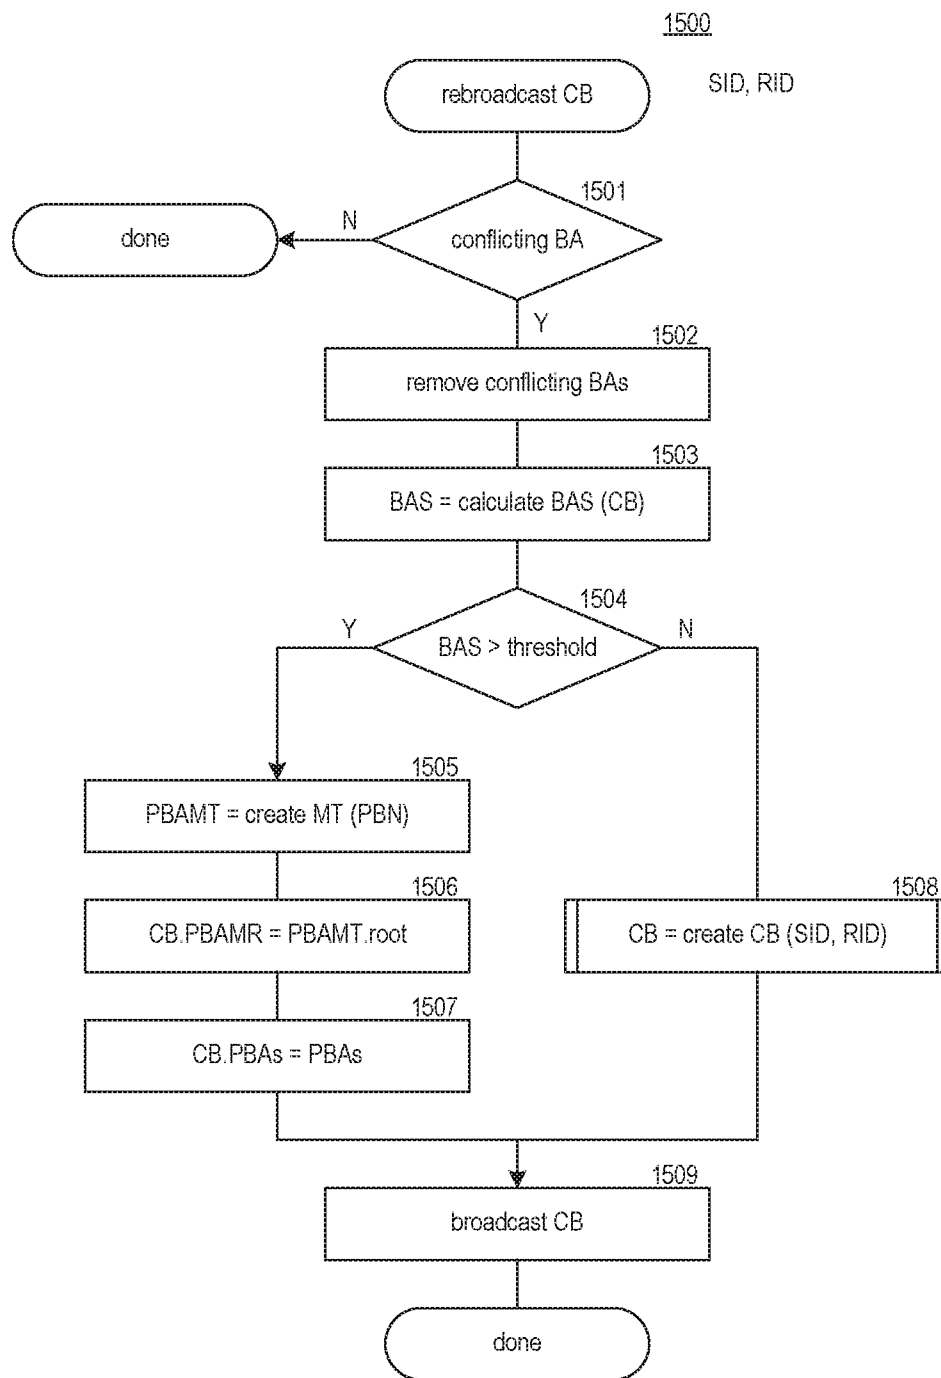 1500
rebroadcast CB
SID, RID
1501
done
N
conflicting BA
Y
1502
remove conflicting BAs
1503
BAS = calculate BAS (CB)
1504
Y
BAS > threshold
N
1505
PBAMT = create MT (PBN)
1506
CB.PBAMR = PBAMT.root
1508
CB = create CB (SID, RID)
1507
CB.PBAs = PBAs
1509
broadcast CB
done